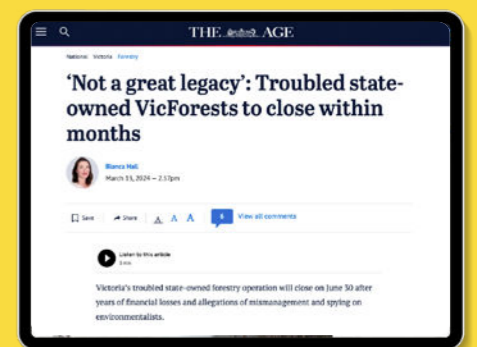 THE AGE
National Victoria Forestry
‘Not a great legacy’: Troubled state-
owned VicForests to close within
months
Bianca Hall
March 13, 2024 — 2.17pm
Save
Share
A
A
A
6
View all comments
Listen to this article
3 min
Victoria’s troubled state-owned forestry operation will close on June 30 after
years of financial losses and allegations of mismanagement and spying on
environmentalists.